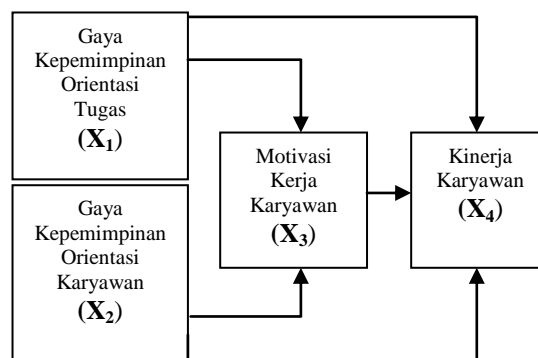 Gaya
Kepemimpinan
Orientasi
Tugas
(X₁)
Gaya
Kepemimpinan
Orientasi
Karyawan
(X₂)
Motivasi
Kerja
Karyawan
(X₃)
Kinerja
Karyawan
(X₄)